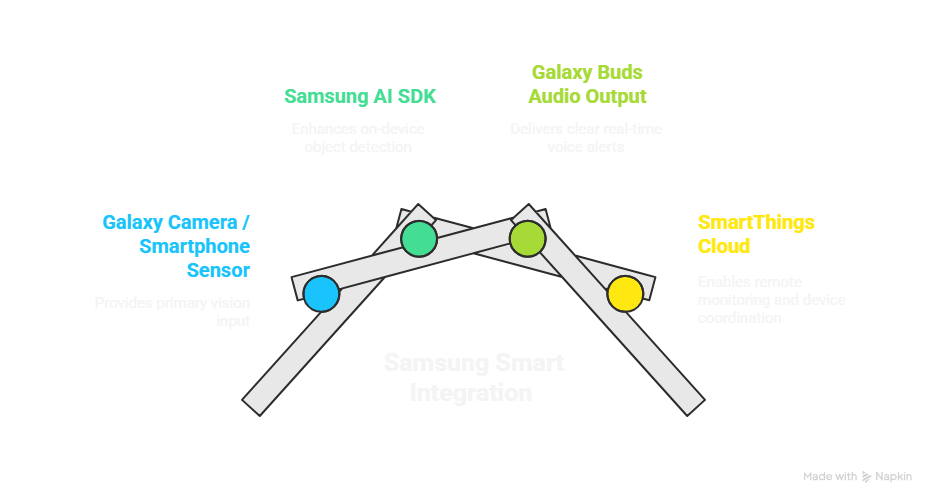 Galaxy Buds
Audio Output
Samsung AI SDK
Delivers clear real-time
voice alerts
Enhances on-device
object detection
Galaxy Camera /
Smartphone
Sensor
Provides primary vision
input
SmartThings
Cloud
Enables remote
monitoring and device
coordination
Samsung Smart
Integration
Made with Napkin